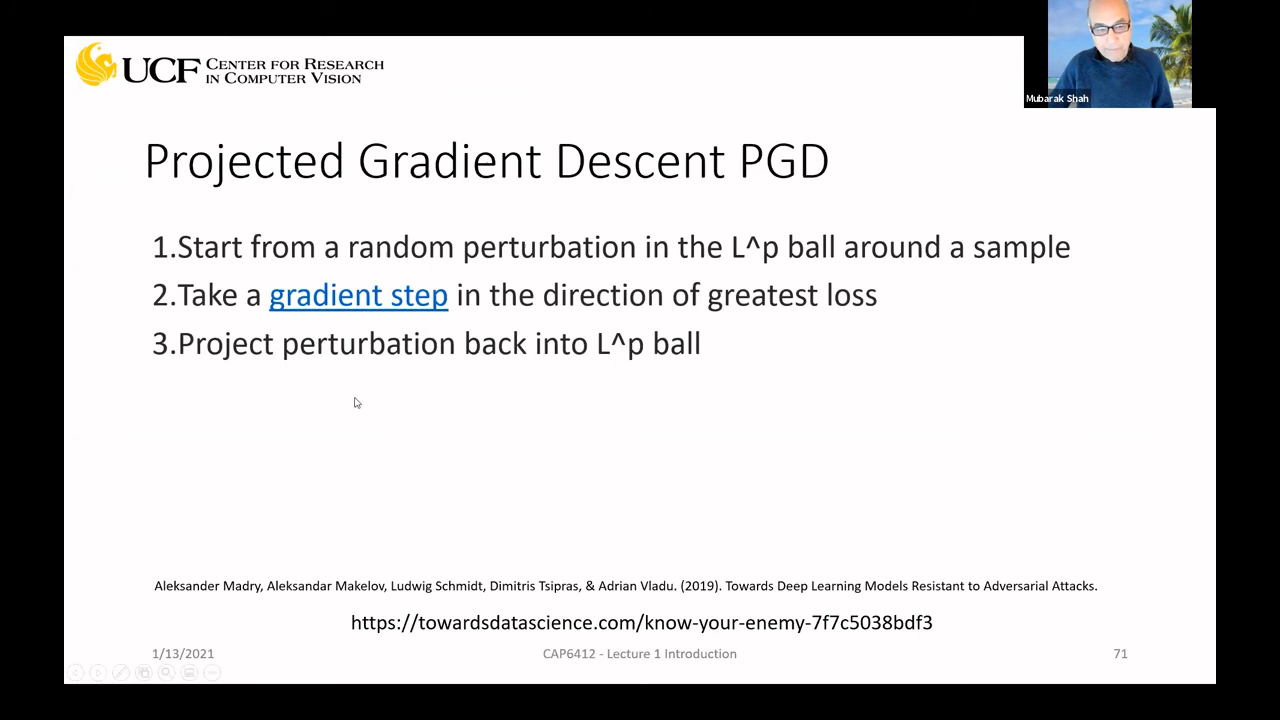 UCF CENTER FOR RESEARCH
IN COMPUTER VISION
Mubarak Shah
Projected Gradient Descent PGD
1.Start from a random perturbation in the L^p ball around a sample
2.Take a gradient step in the direction of greatest loss
3.Project perturbation back into L^p ball
Aleksander Madry, Aleksandar Makelov, Ludwig Schmidt, Dimitris Tsipras, & Adrian Vladu. (2019). Towards Deep Learning Models Resistant to Adversarial Attacks.
https://towardsdatascience.com/know-your-enemy-7f7c5038bdf3
1/13/2021
CAP6412 - Lecture 1 Introduction
71